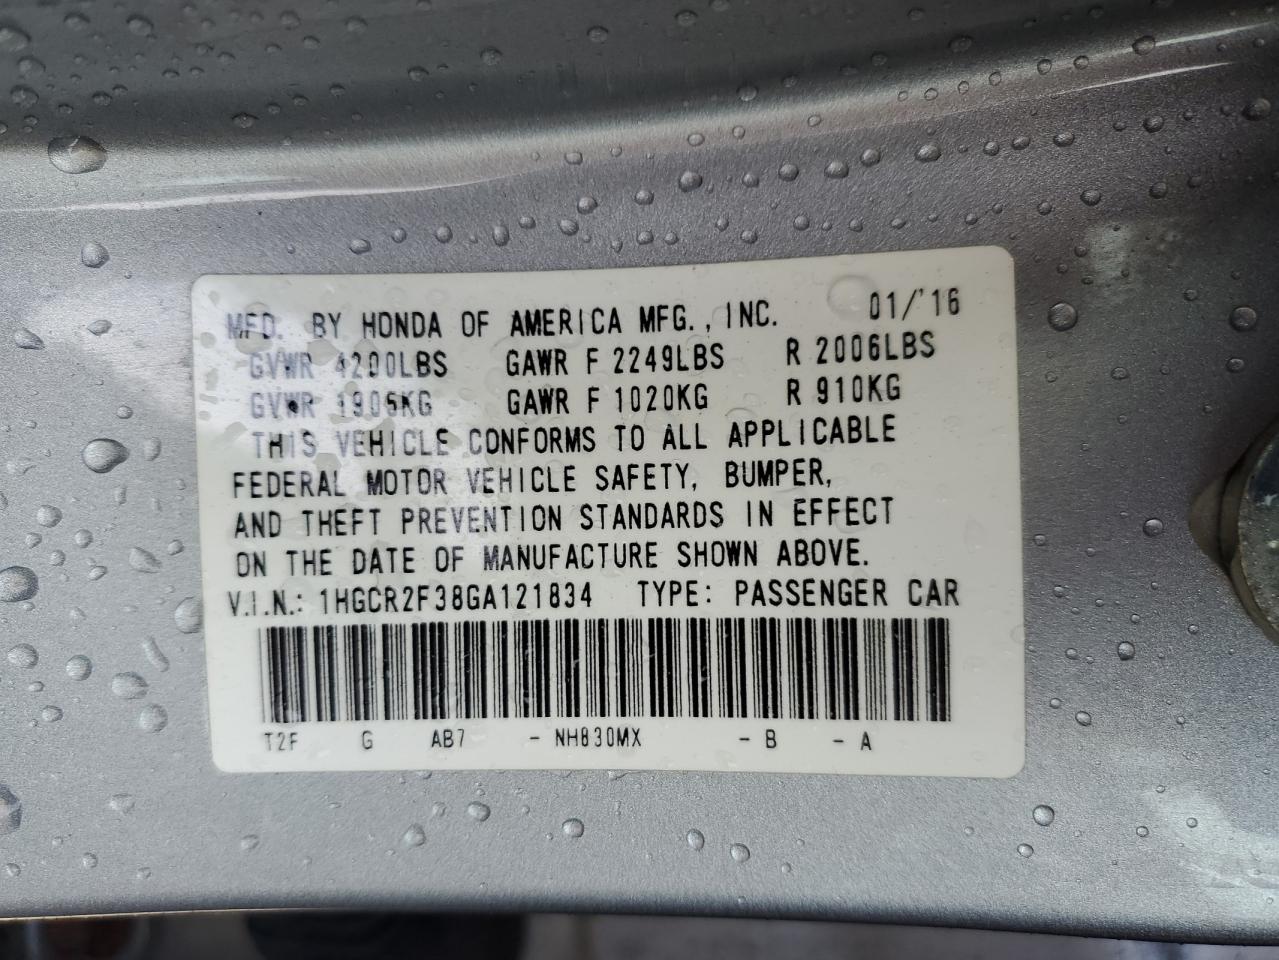 MFD. BY HONDA OF AMERICA MFG., INC. 01/'16
GVWR 4200LBS GAWR F 2249LBS R 2006LBS
GVWR 1905KG GAWR F 1020KG R 910KG
THIS VEHICLE CONFORMS TO ALL APPLICABLE
FEDERAL MOTOR VEHICLE SAFETY, BUMPER,
AND THEFT PREVENTION STANDARDS IN EFFECT
ON THE DATE OF MANUFACTURE SHOWN ABOVE.
V.I.N.: 1HGCR2F38GA121834 TYPE: PASSENGER CAR
T2F G AB7 - NH830MX - B - A